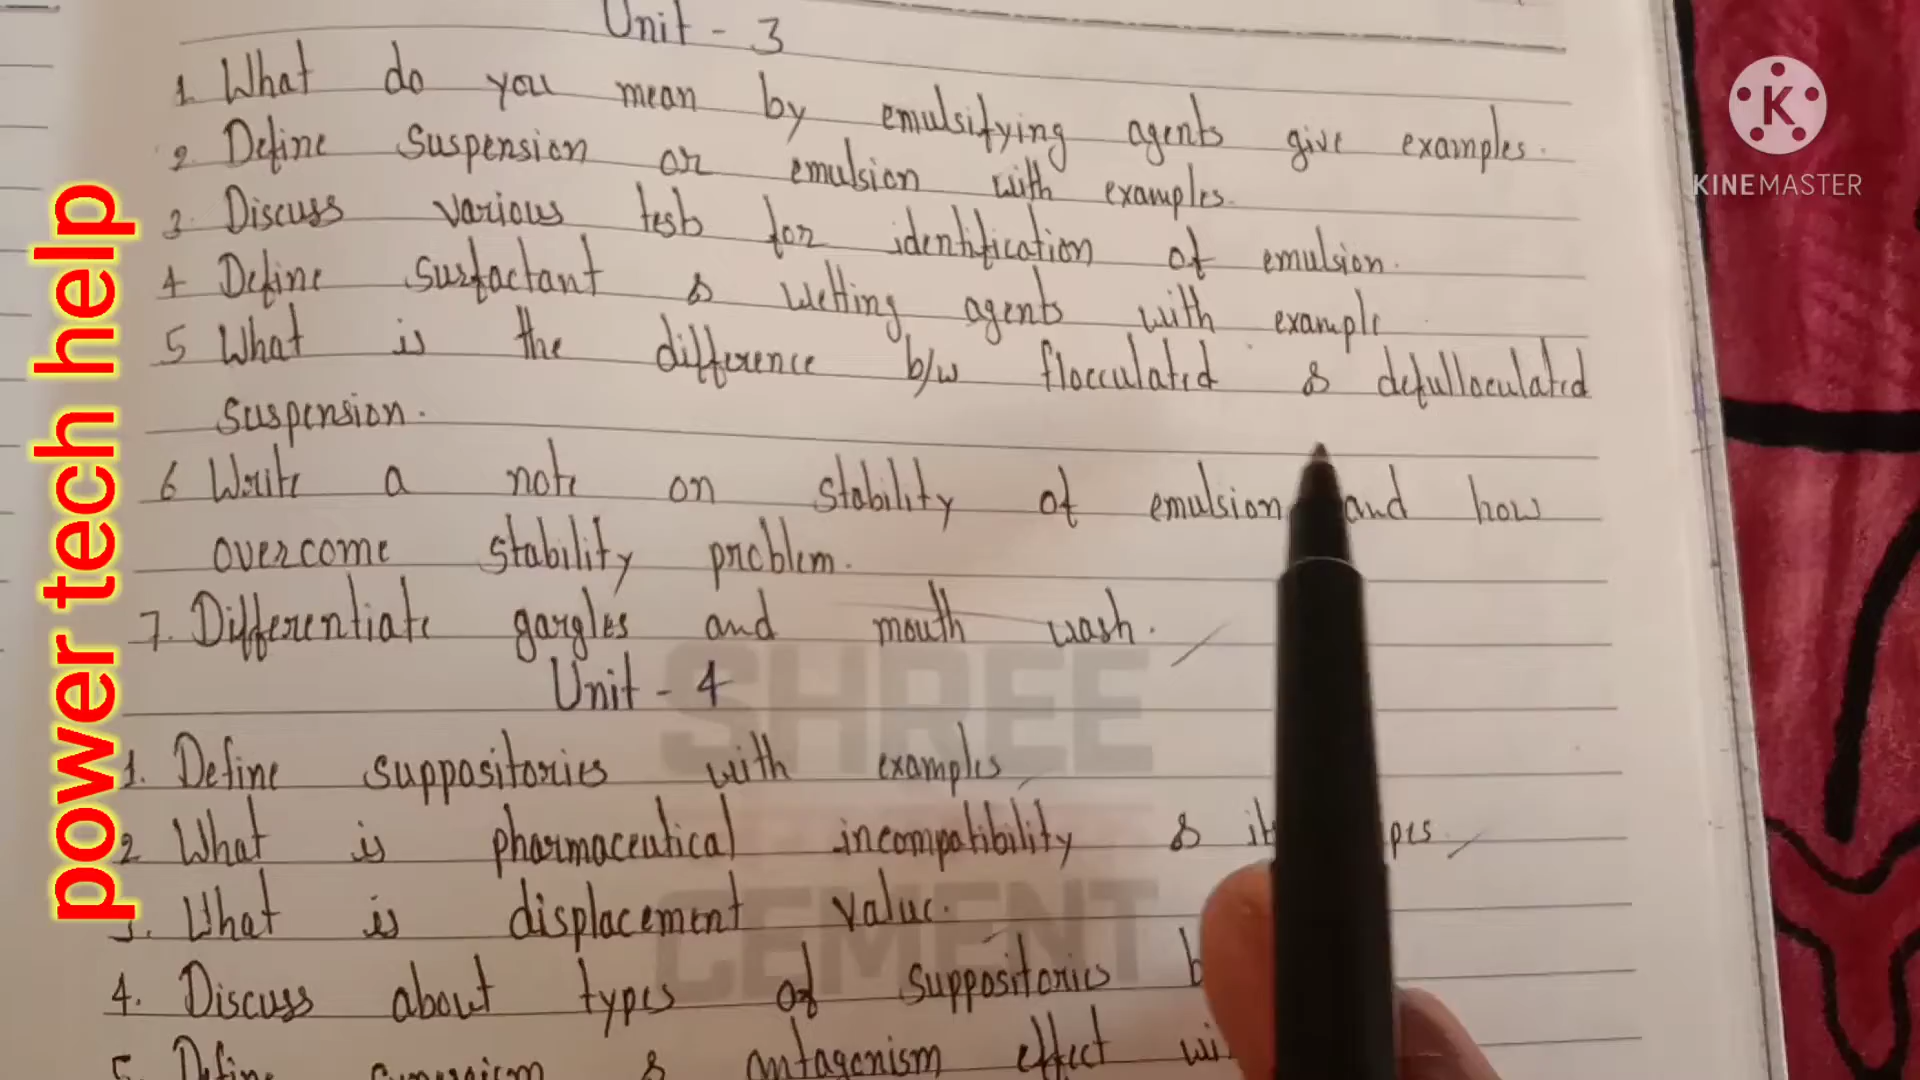 Unit - 3
1. What do you mean by emulsifying agents give examples.
2. Define Suspension or emulsion with examples.
3. Discuss various tests for identification of emulsion.
4 Define surfactant & wetting agents with example
5 What is the difference b/w flocculated & defulloculated
suspension.
6 Write a note on stability of emulsion and how
overcome stability problem.
7. Differentiate gargles and mouth wash.
Unit - 4
1. Define suppositories with examples
2 What is pharmaceutical incompatibility &
3. What is displacement value.
4. Discuss about types of suppositories b
5. Define & antagonism effect wi
power tech help
K
KINEMASTER
SHREE
CEMENT